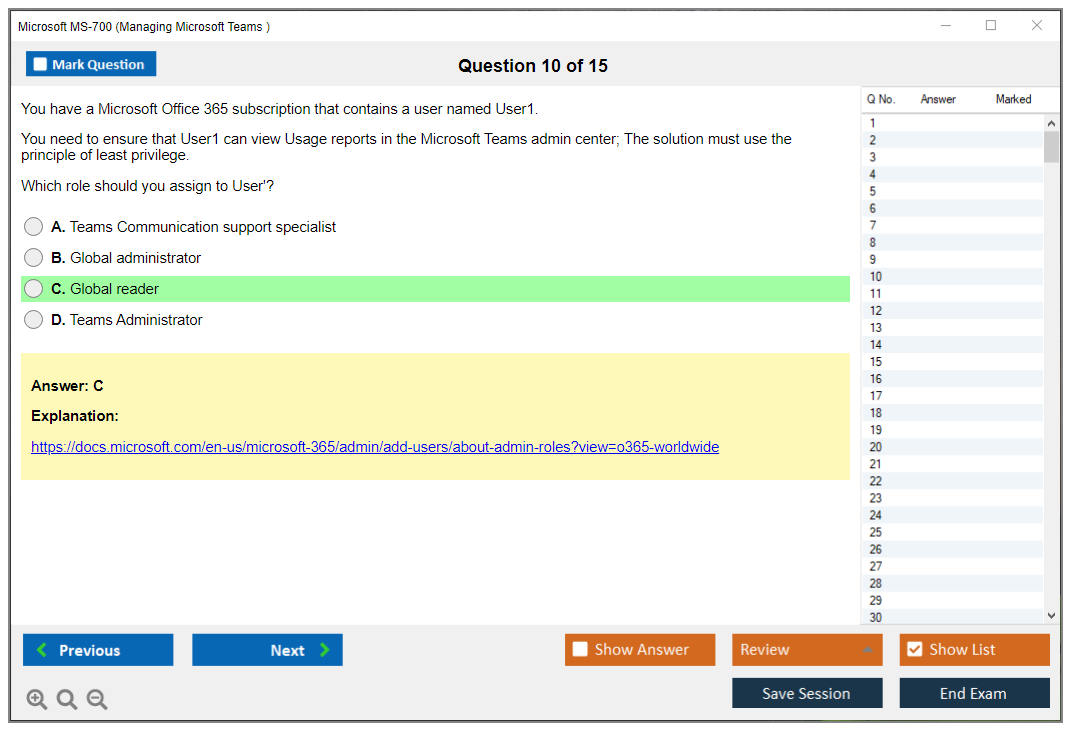 Microsoft MS-700 (Managing Microsoft Teams )
Mark Question
Question 10 of 15
You have a Microsoft Office 365 subscription that contains a user named User1.
You need to ensure that User1 can view Usage reports in the Microsoft Teams admin center; The solution must use the
principle of least privilege.
Which role should you assign to User'?
A. Teams Communication support specialist
B. Global administrator
C. Global reader
D. Teams Administrator
Answer: C
Explanation:
https://docs.microsoft.com/en-us/microsoft-365/admin/add-users/about-admin-roles?view=o365-worldwide
Q No. Answer Marked
1
2
3
4
5
6
7
8
9
10
11
12
13
14
15
16
17
18
19
20
21
22
23
24
25
26
27
28
29
30
Previous
Next
Show Answer
Review
Show List
Save Session
End Exam